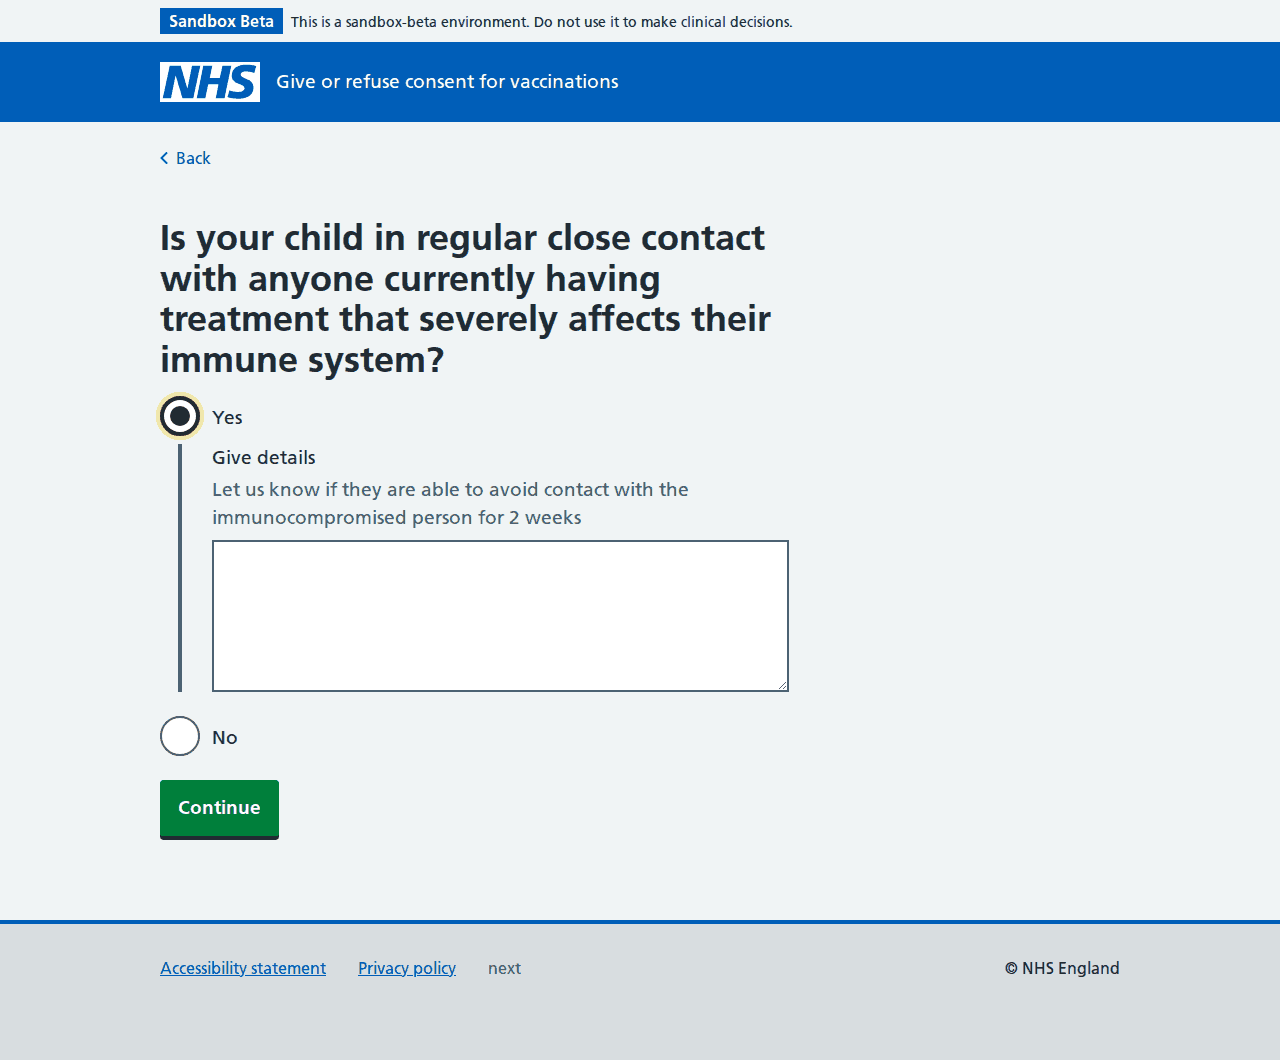 Sandbox Beta This is a sandbox-beta environment. Do not use it to make clinical decisions.
NHS Give or refuse consent for vaccinations
Back
Is your child in regular close contact
with anyone currently having
treatment that severely affects their
immune system?
Yes
Give details
Let us know if they are able to avoid contact with the
immunocompromised person for 2 weeks
No
Continue
Accessibility statement Privacy policy next © NHS England